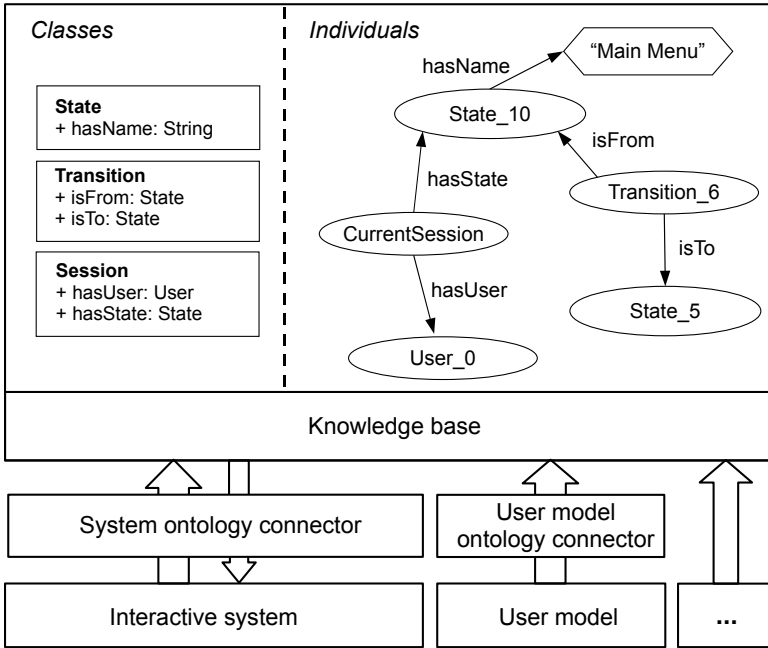 Classes
State
+ hasName: String
Transition
+ isFrom: State
+ isTo: State
Session
+ hasUser: User
+ hasState: State
Individuals
“Main Menu”
hasName
State_10
isFrom
hasState
Transition_6
CurrentSession
isTo
hasUser
State_5
User_0
Knowledge base
System ontology connector
User model
ontology connector
Interactive system
User model
...